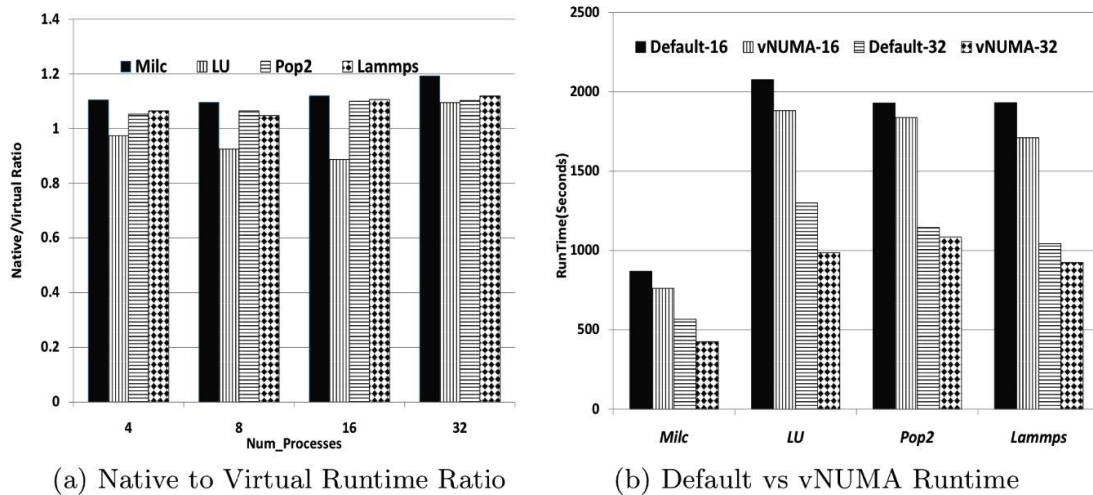 1.4
1.2
1
0.8
0.6
0.4
0.2
0
Native/Virtual Ratio
Milc LU Pop2 Lammps
4 8 16 32
Num_Processes
(a) Native to Virtual Runtime Ratio
2500
2000
1500
1000
500
0
RunTime(Seconds)
Default-16 vNUMA-16 Default-32 vNUMA-32
Milc LU Pop2 Lammps
(b) Default vs vNUMA Runtime